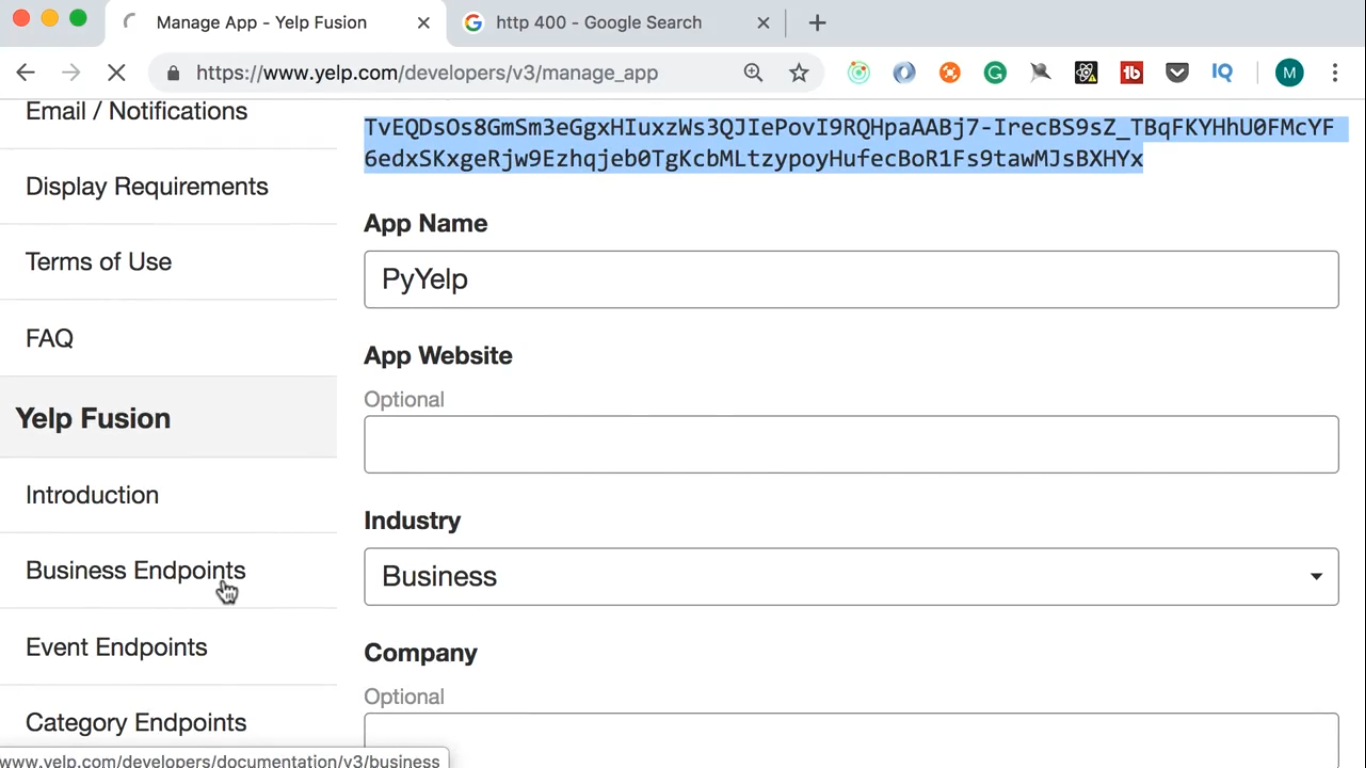 Manage App - Yelp Fusion
http 400 - Google Search
https://www.yelp.com/developers/v3/manage_app
IQ
M
Email / Notifications
Display Requirements
Terms of Use
FAQ
Yelp Fusion
Introduction
Business Endpoints
Event Endpoints
Category Endpoints
www.yelp.com/developers/documentation/v3/business
TvEQDsOs8GmSm3eGgxHIuxzWs3QJIePovI9RQHpaAABj7-IrecBS9sZ_TBqFKYHhU0FMcYF
6edxSKxgeRjw9Ezhqjeb0TgKcbMLtzypoyHufecBoR1Fs9tawMJsBXHYx
App Name
PyYelp
App Website
Optional
Industry
Business
Company
Optional